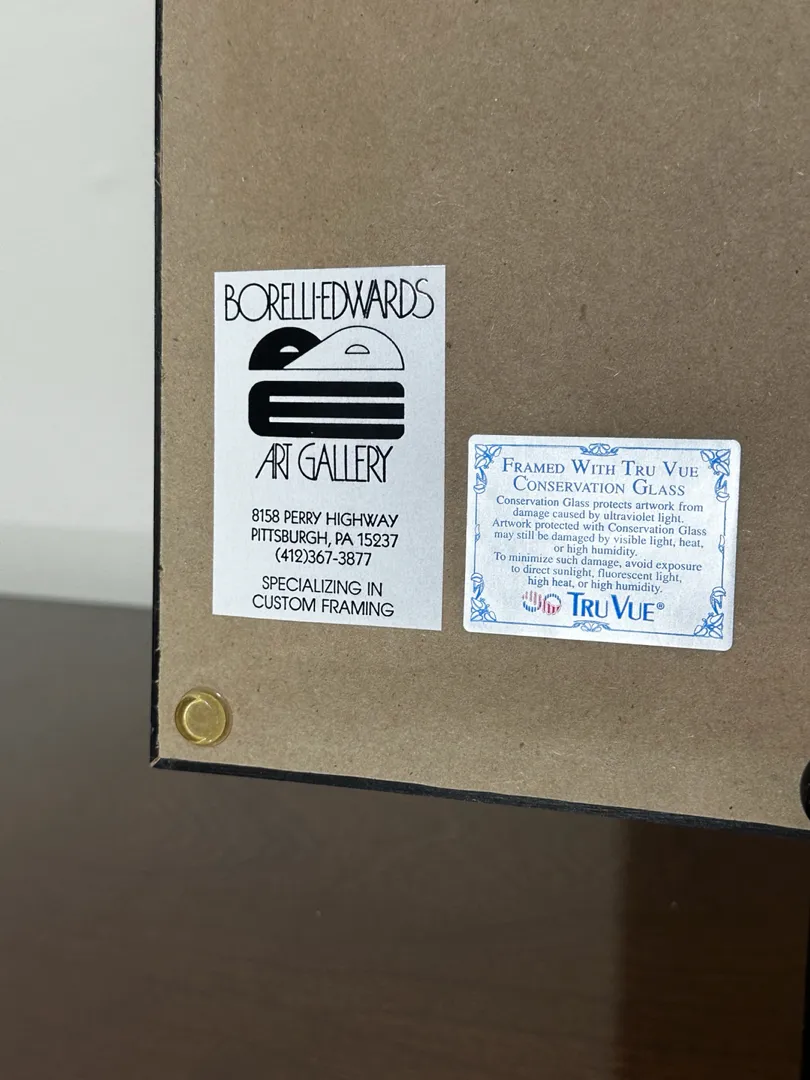 BORELLI-EDWARDS
ART GALLERY
8158 PERRY HIGHWAY
PITTSBURGH, PA 15237
(412)367-3877
SPECIALIZING IN
CUSTOM FRAMING
FRAMED WITH TRU VUE
CONSERVATION GLASS
Conservation Glass protects artwork from
damage caused by ultraviolet light.
Artwork protected with Conservation Glass
may still be damaged by visible light, heat,
or high humidity.
To minimize such damage, avoid exposure
to direct sunlight, fluorescent light,
high heat, or high humidity.
TRU VUE®